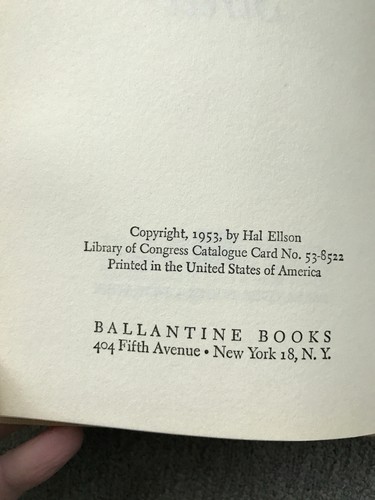 Copyright, 1953, by Hal Ellson
Library of Congress Catalogue Card No. 53-8522
Printed in the United States of America
BALLANTINE BOOKS
404 Fifth Avenue • New York 18, N. Y.